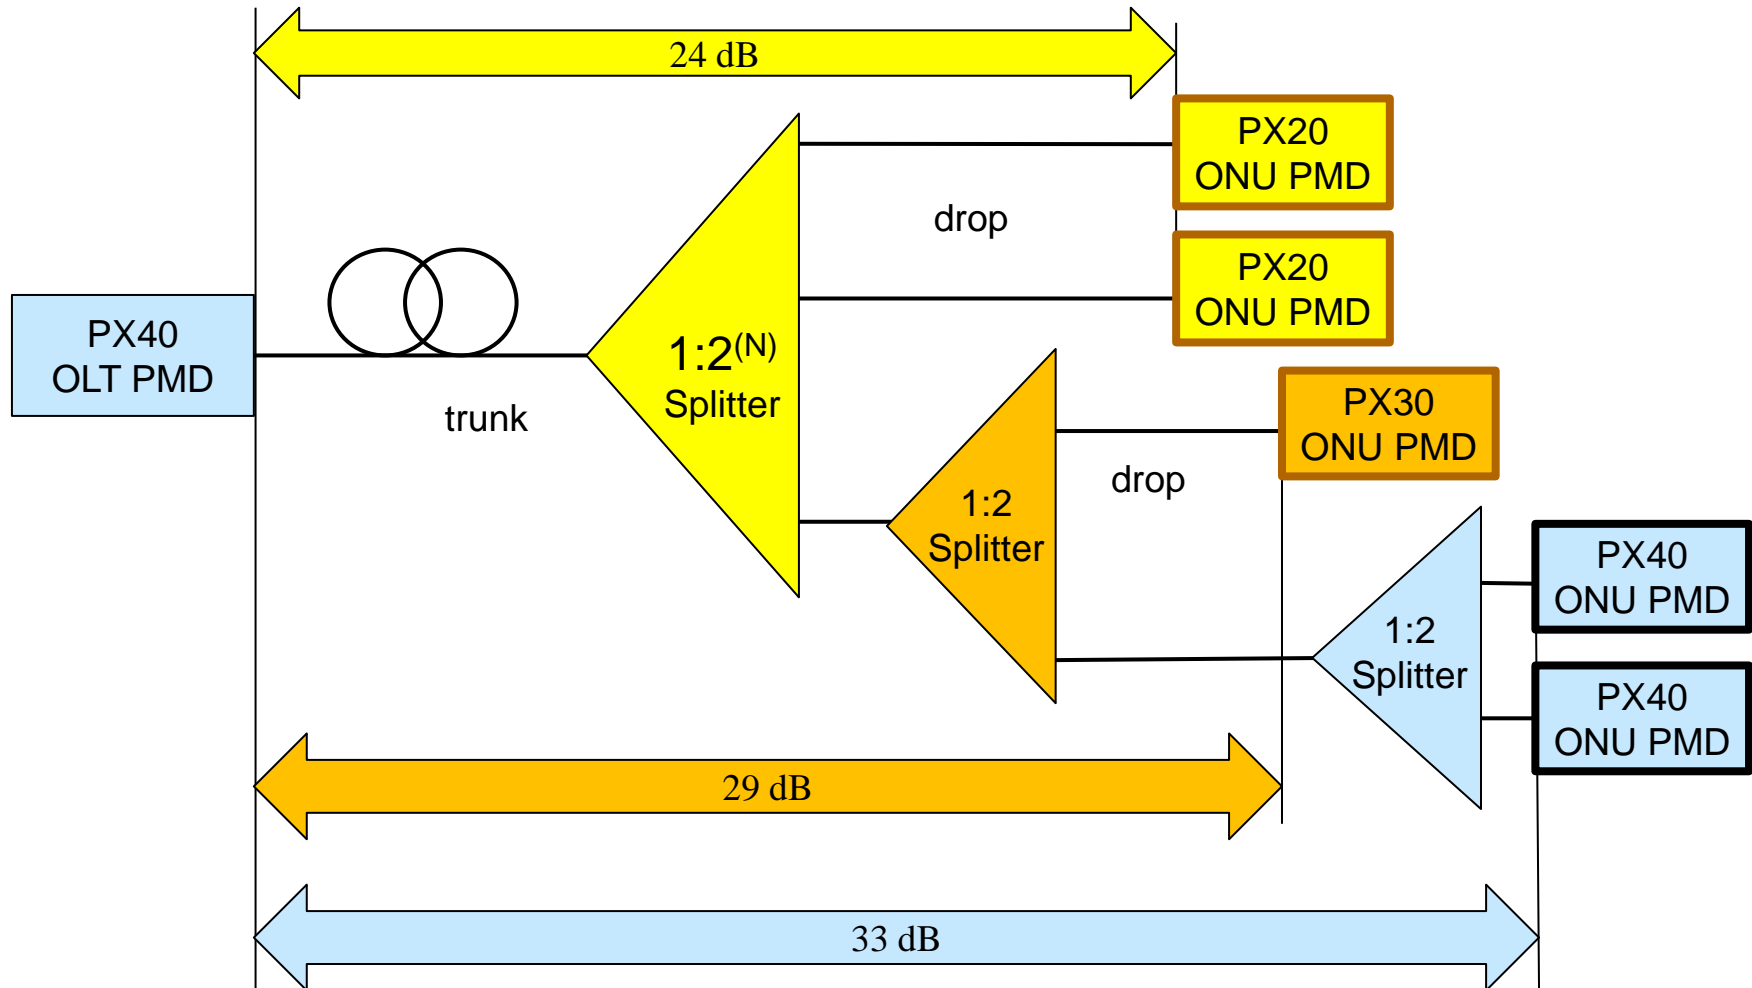 24 dB
PX20
ONU PMD
drop
PX20
ONU PMD
PX40
OLT PMD
trunk
1:2(N)
Splitter
PX30
ONU PMD
drop
1:2
Splitter
PX40
ONU PMD
1:2
Splitter
PX40
ONU PMD
29 dB
33 dB